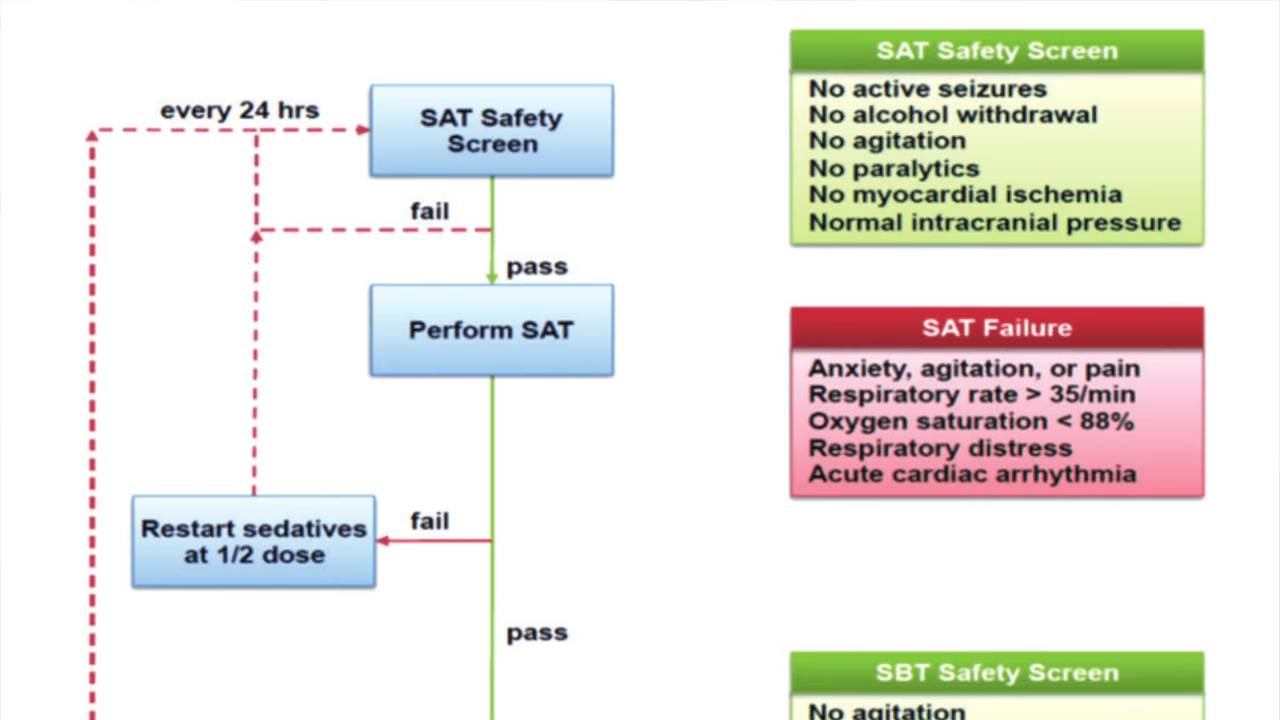 every 24 hrs
SAT Safety
Screen
fail
pass
Perform SAT
Restart sedatives
at 1/2 dose
fail
pass
SAT Safety Screen
No active seizures
No alcohol withdrawal
No agitation
No paralytics
No myocardial ischemia
Normal intracranial pressure
SAT Failure
Anxiety, agitation, or pain
Respiratory rate > 35/min
Oxygen saturation < 88%
Respiratory distress
Acute cardiac arrhythmia
SBT Safety Screen
No agitation